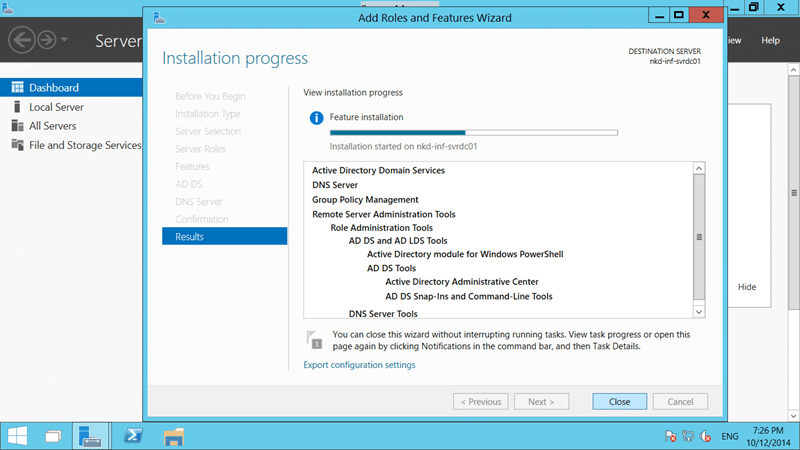 Add Roles and Features Wizard
Server
Help
Dashboard
Local Server
All Servers
File and Storage Services
Installation progress
DESTINATION SERVER
nkd-inf-svrdc01
Before You Begin
Installation Type
Server Selection
Server Roles
Features
AD DS
DNS Server
Confirmation
Results
View installation progress
Feature installation
Installation started on nkd-inf-svrdc01
Active Directory Domain Services
DNS Server
Group Policy Management
Remote Server Administration Tools
Role Administration Tools
AD DS and AD LDS Tools
Active Directory module for Windows PowerShell
AD DS Tools
Active Directory Administrative Center
AD DS Snap-Ins and Command-Line Tools
DNS Server Tools
1
You can close this wizard without interrupting running tasks. View task progress or open this
page again by clicking Notifications in the command bar, and then Task Details.
Export configuration settings
< Previous
Next >
Close
Cancel
Hide
ENG
7:26 PM
10/12/2014